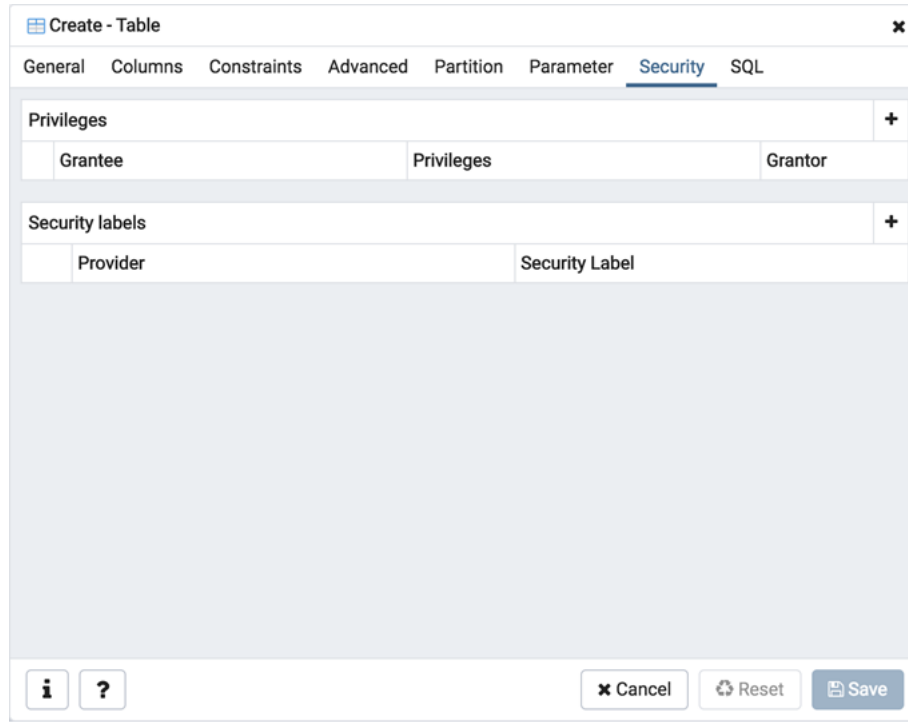 Create - Table
General Columns Constraints Advanced Partition Parameter Security SQL
Privileges
Grantee Privileges Grantor
Security labels
Provider Security Label
i ? Cancel Reset Save